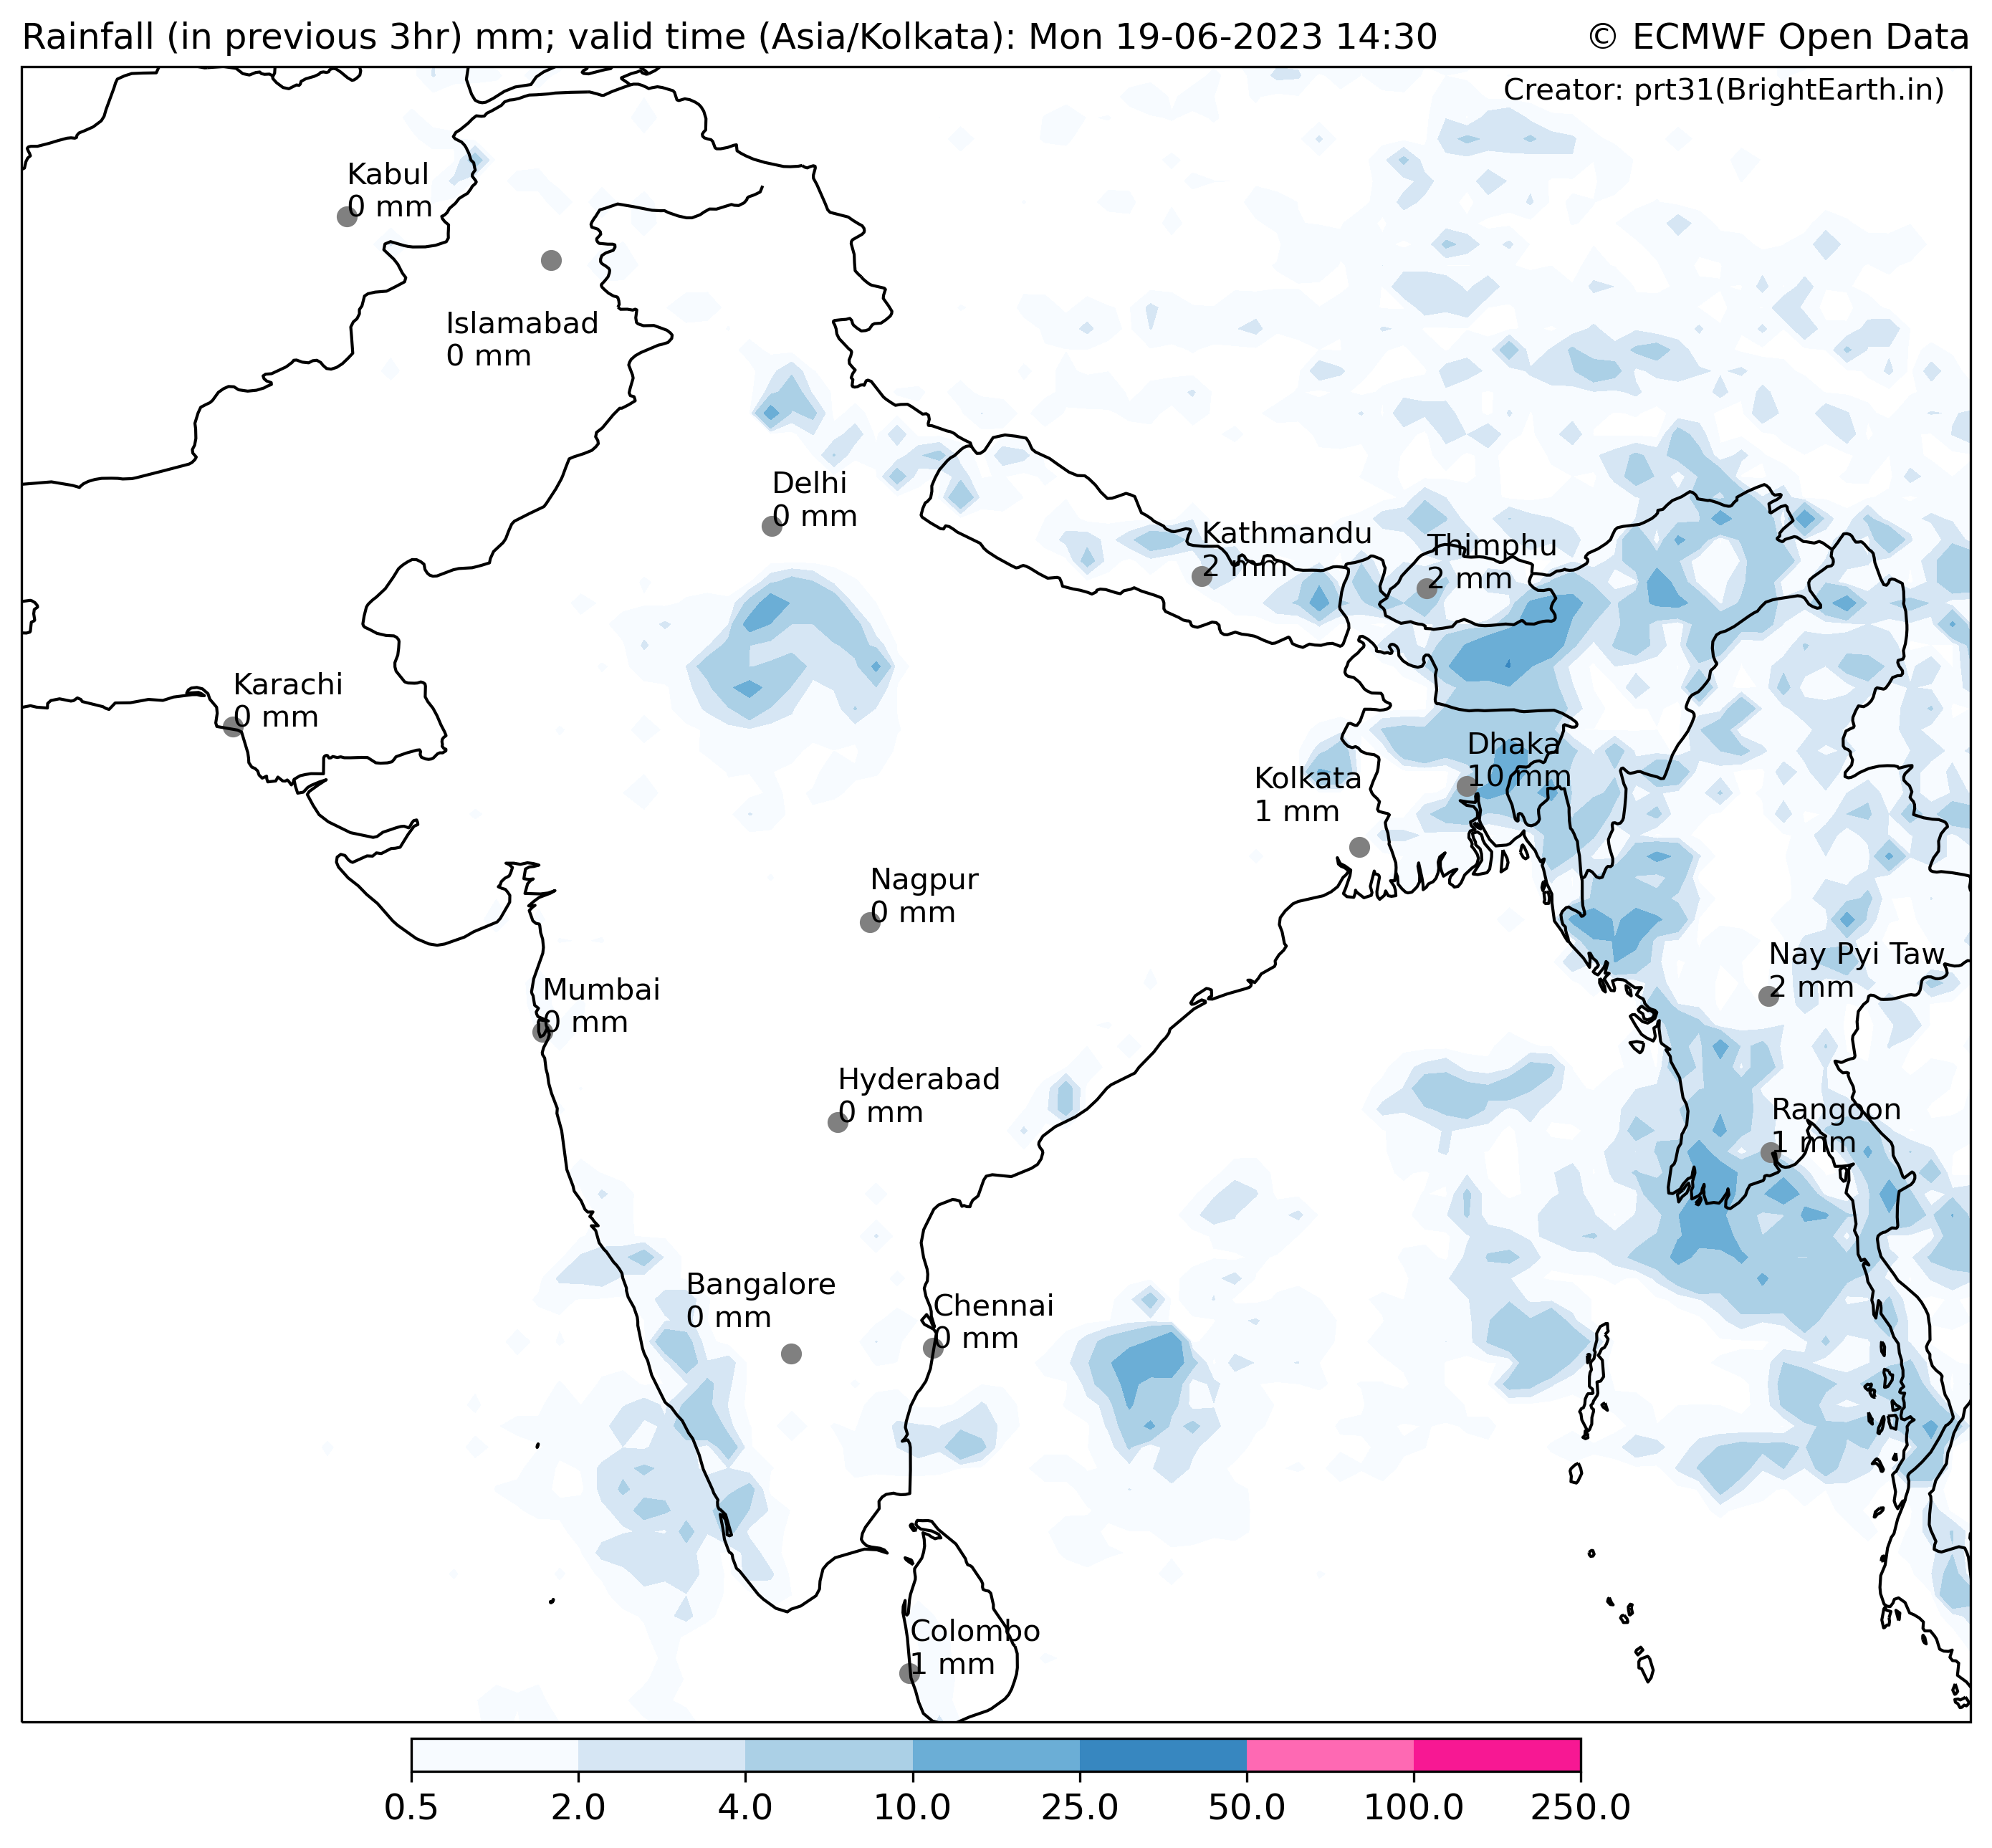 Rainfall (in previous 3hr) mm; valid time (Asia/Kolkata): Mon 19-06-2023 14:30
© ECMWF Open Data
Creator: prt31(BrightEarth.in)
Kabul
0 mm
Islamabad
0 mm
Delhi
0 mm
Kathmandu
2 mm
Thimphu
2 mm
Karachi
0 mm
Dhaka
10 mm
Kolkata
1 mm
Nagpur
0 mm
Nay Pyi Taw
2 mm
Mumbai
0 mm
Hyderabad
0 mm
Rangoon
1 mm
Bangalore
0 mm
Chennai
0 mm
Colombo
1 mm
0.5 2.0 4.0 10.0 25.0 50.0 100.0 250.0